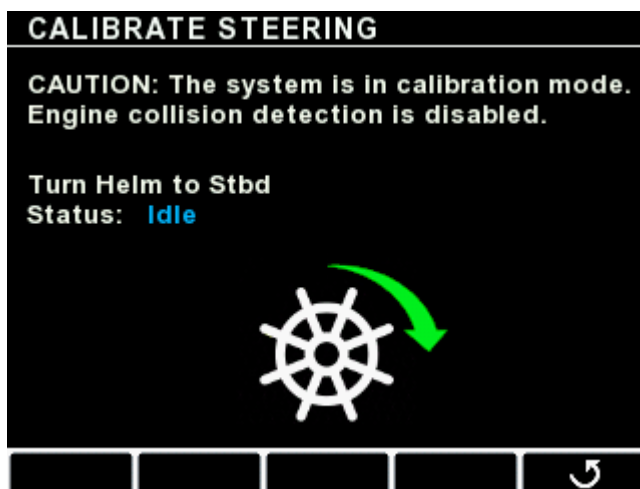 CALIBRATE STEERING
CAUTION: The system is in calibration mode.
Engine collision detection is disabled.
Turn Helm to Stbd
Status: Idle